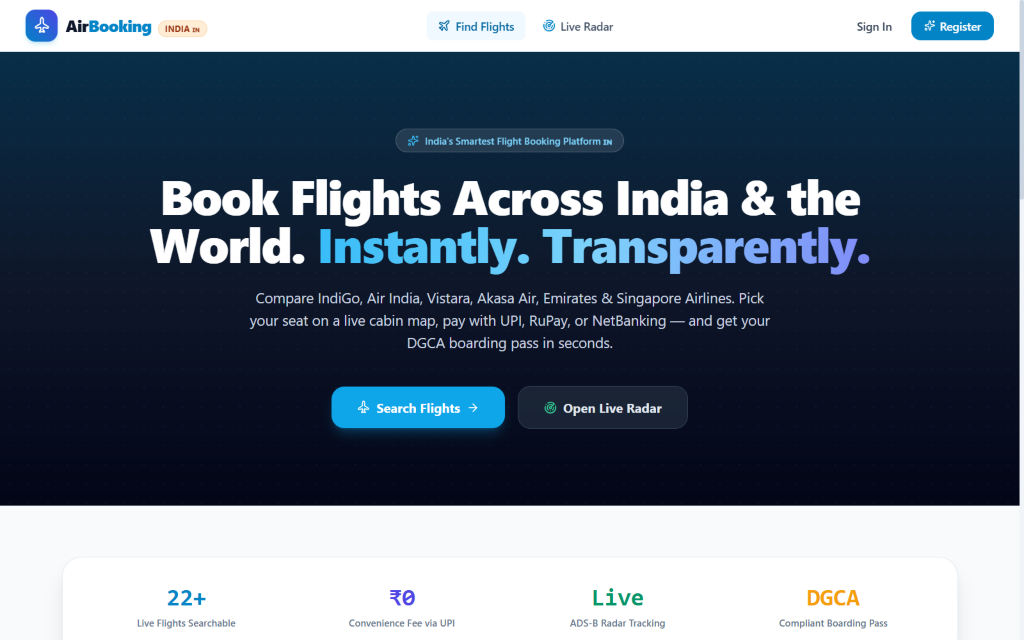 AirBooking INDIA IN
Find Flights
Live Radar
Sign In
Register
India's Smartest Flight Booking Platform IN
Book Flights Across India & the
World. Instantly. Transparently.
Compare IndiGo, Air India, Vistara, Akasa Air, Emirates & Singapore Airlines. Pick
your seat on a live cabin map, pay with UPI, RuPay, or NetBanking — and get your
DGCA boarding pass in seconds.
Search Flights →
Open Live Radar
22+
Live Flights Searchable
₹0
Convenience Fee via UPI
Live
ADS-B Radar Tracking
DGCA
Compliant Boarding Pass